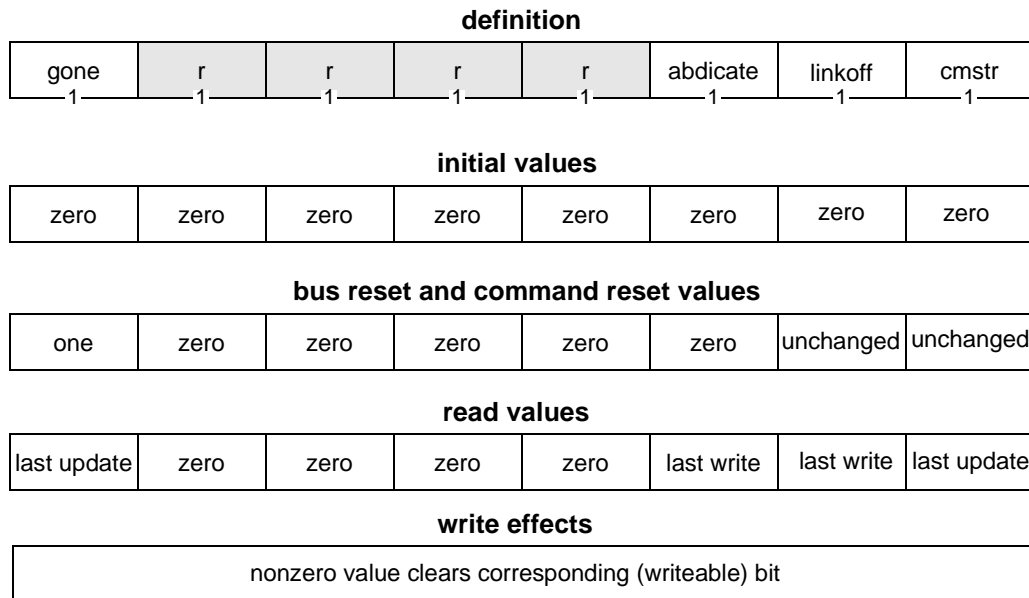 definition
gone r r r r abdicate linkoff cmstr
1 1 1 1 1 1 1 1
initial values
zero zero zero zero zero zero zero zero
bus reset and command reset values
one zero zero zero zero zero unchanged unchanged
read values
last update zero zero zero zero last write last write last update
write effects
nonzero value clears corresponding (writeable) bit